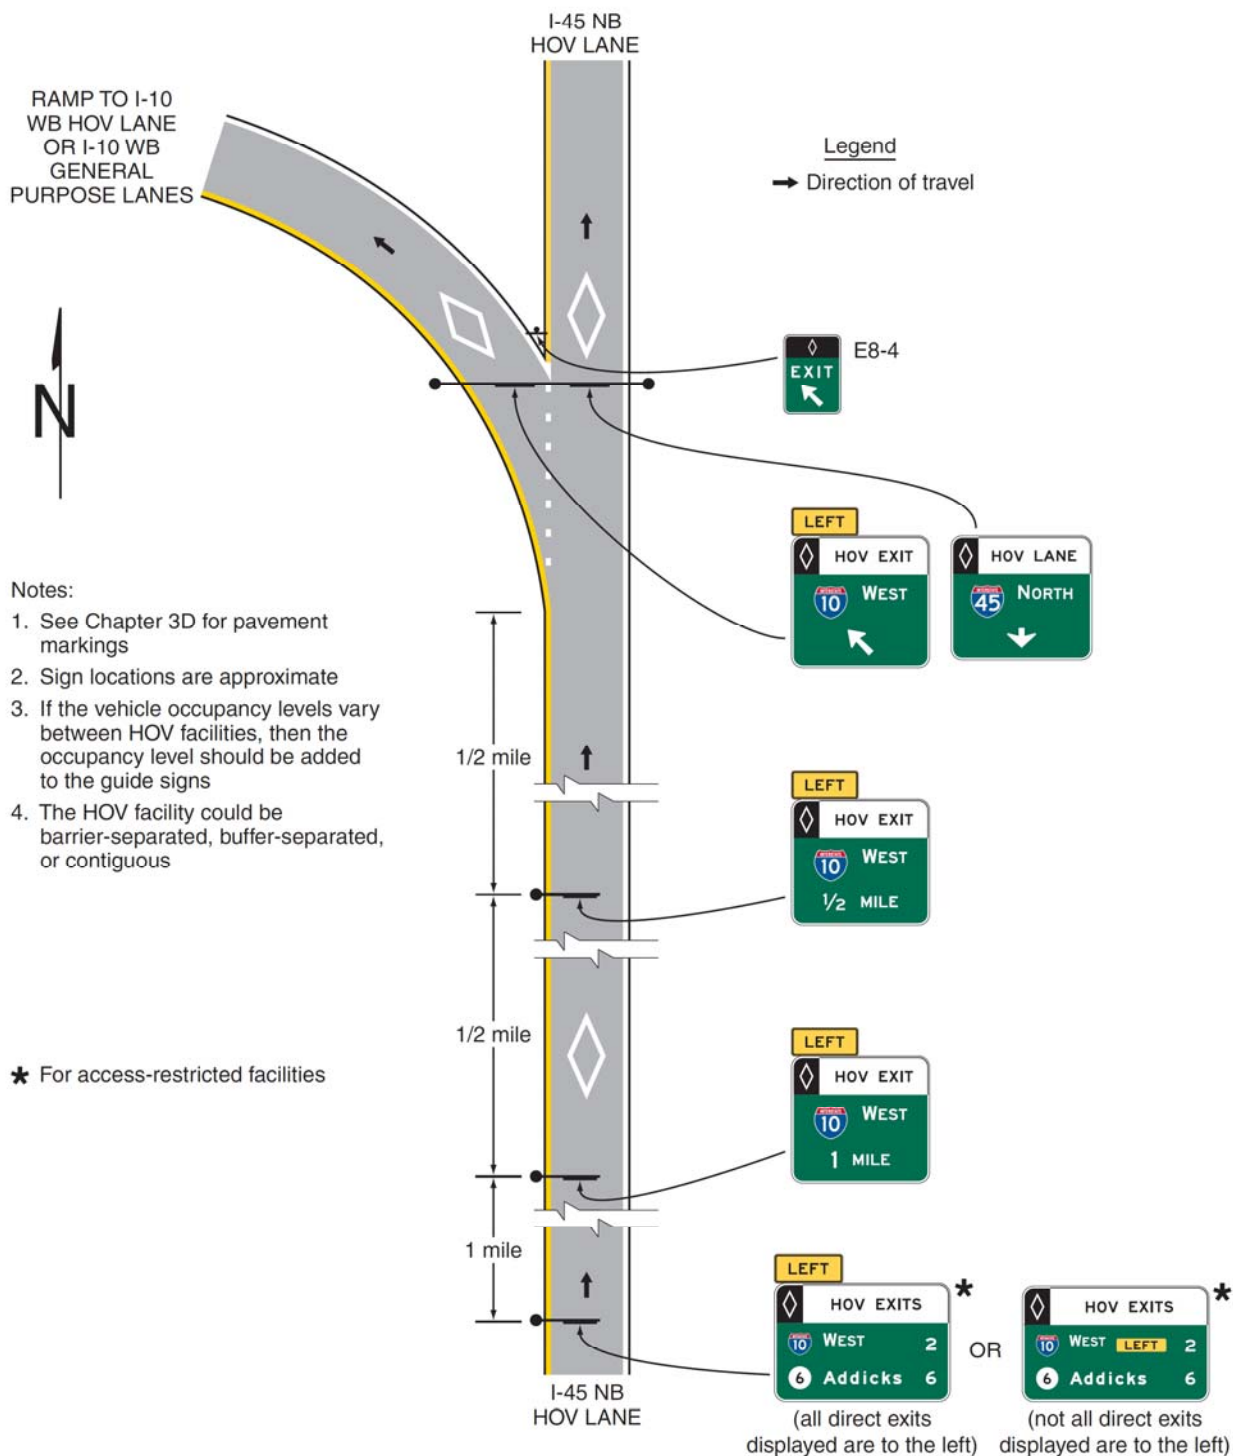 I-45 NB
HOV LANE
RAMP TO I-10
WB HOV LANE
OR I-10 WB
GENERAL
PURPOSE LANES
Legend
Direction of travel
N
EXIT
E8-4
LEFT
HOV EXIT
10 WEST
HOV LANE
45 NORTH
Notes:
1. See Chapter 3D for pavement
markings
2. Sign locations are approximate
3. If the vehicle occupancy levels vary
between HOV facilities, then the
occupancy level should be added
to the guide signs
4. The HOV facility could be
barrier-separated, buffer-separated,
or contiguous
* For access-restricted facilities
1/2 mile
LEFT
HOV EXIT
10 WEST
1/2 MILE
1/2 mile
LEFT
HOV EXIT
10 WEST
1 MILE
1 mile
LEFT
HOV EXITS *
10 WEST 2
6 Addicks 6
(all direct exits
displayed are to the left)
OR
HOV EXITS *
10 WEST LEFT 2
6 Addicks 6
(not all direct exits
displayed are to the left)
I-45 NB
HOV LANE